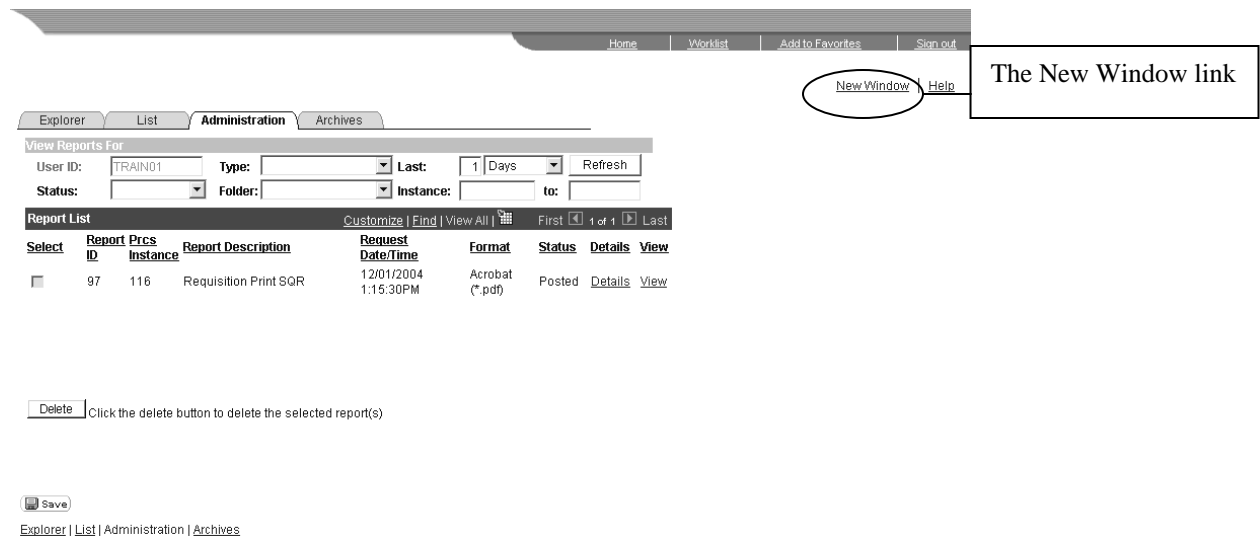 Home | Worklist | Add to Favorites | Sign out
The New Window link
New Window | Help
Explorer List Administration Archives
View Reports For
User ID: TRAIN01 Type: Last: 1 Days Refresh
Status: Folder: Instance: to:
Report List Customize | Find | View All | First 1 of 1 Last
Select Report ID Prcs Instance Report Description Request Date/Time Format Status Details View
97 116 Requisition Print SQR 12/01/2004 1:15:30PM Acrobat (*.pdf) Posted Details View
Delete Click the delete button to delete the selected report(s)
Save
Explorer | List | Administration | Archives